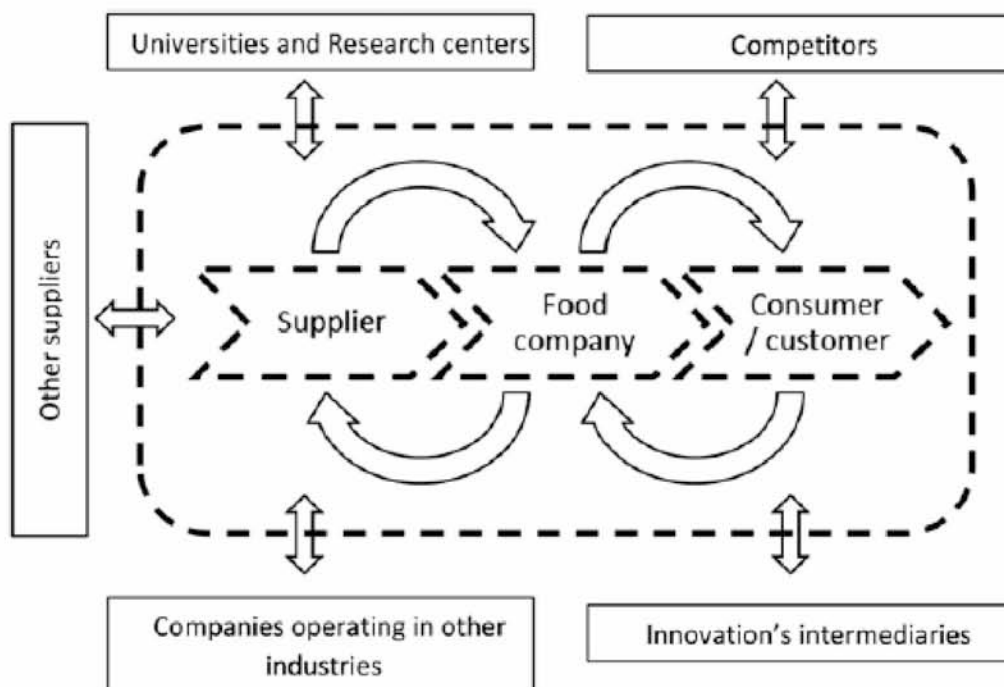 Universities and Research centers
Competitors
Other suppliers
Supplier
Food
company
Consumer
/ customer
Companies operating in other
industries
Innovation's intermediaries